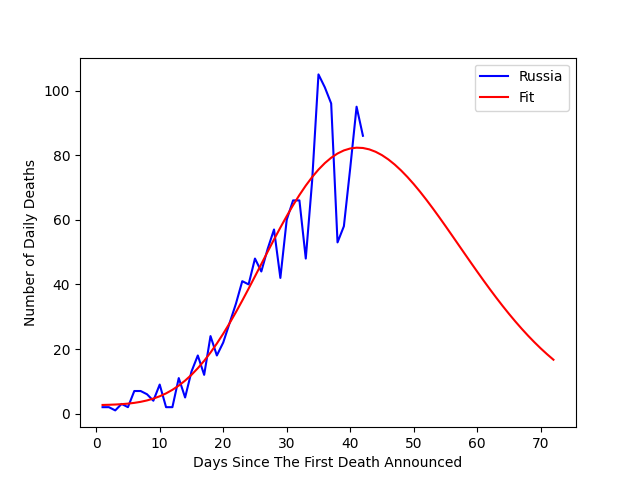 Russia
Fit
Number of Daily Deaths
100
80
60
40
20
0
0 10 20 30 40 50 60 70
Days Since The First Death Announced